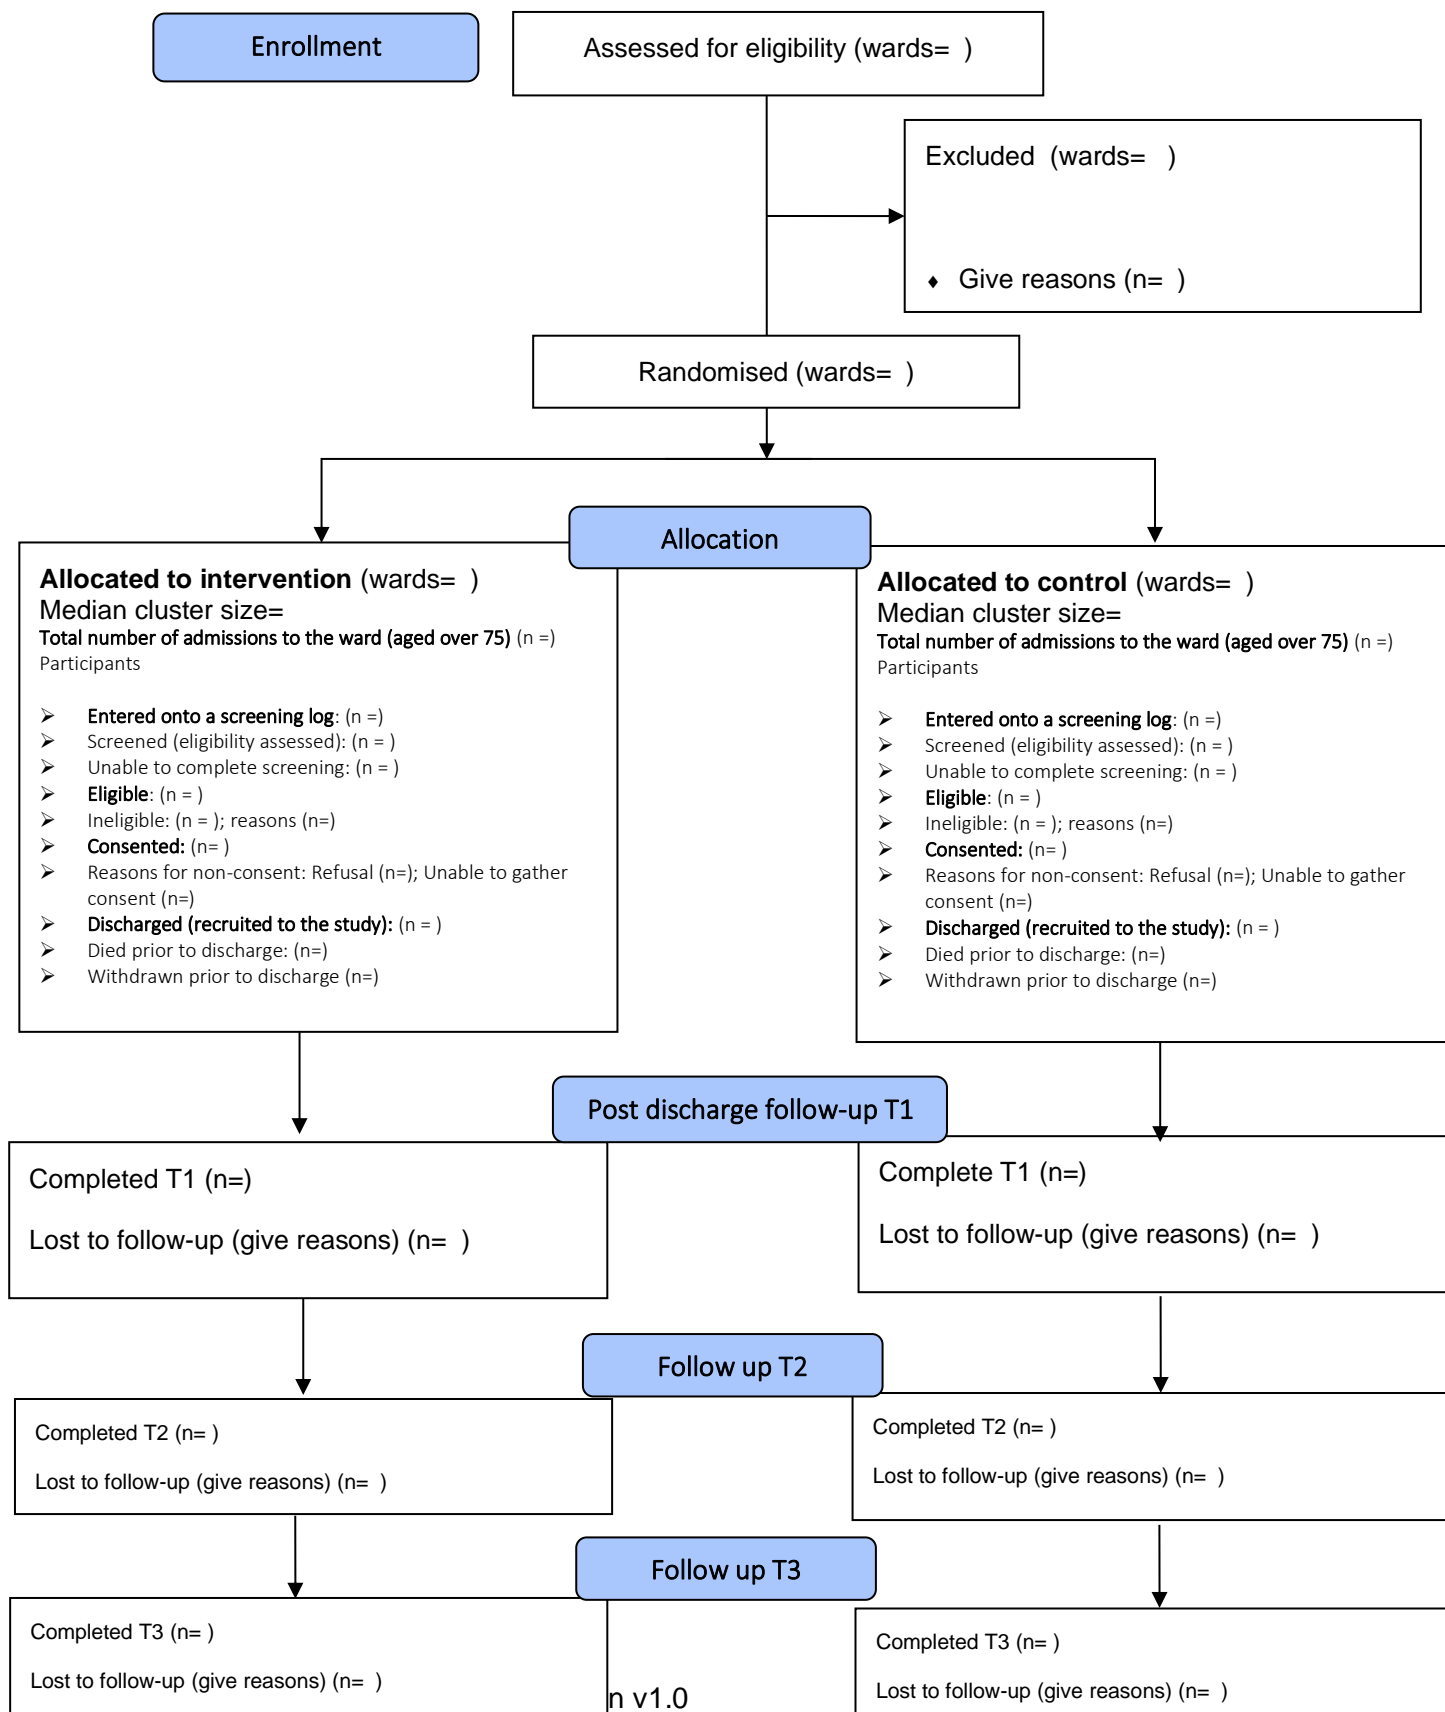 Enrollment
Assessed for eligibility (wards=  )
Excluded  (wards=   )
♦ Give reasons (n=  )
Randomised (wards=  )
Allocation
Allocated to intervention (wards=  )
Median cluster size=
Total number of admissions to the ward (aged over 75) (n =)
Participants
➢ Entered onto a screening log: (n =)
➢ Screened (eligibility assessed): (n = )
➢ Unable to complete screening: (n = )
➢ Eligible: (n = )
➢ Ineligible: (n = ); reasons (n=)
➢ Consented: (n= )
➢ Reasons for non-consent: Refusal (n=); Unable to gather
consent (n=)
➢ Discharged (recruited to the study): (n = )
➢ Died prior to discharge: (n=)
➢ Withdrawn prior to discharge (n=)
Allocated to control (wards=  )
Median cluster size=
Total number of admissions to the ward (aged over 75) (n =)
Participants
➢ Entered onto a screening log: (n =)
➢ Screened (eligibility assessed): (n = )
➢ Unable to complete screening: (n = )
➢ Eligible: (n = )
➢ Ineligible: (n = ); reasons (n=)
➢ Consented: (n= )
➢ Reasons for non-consent: Refusal (n=); Unable to gather
consent (n=)
➢ Discharged (recruited to the study): (n = )
➢ Died prior to discharge: (n=)
➢ Withdrawn prior to discharge (n=)
Post discharge follow-up T1
Completed T1 (n=)
Lost to follow-up (give reasons) (n=  )
Complete T1 (n=)
Lost to follow-up (give reasons) (n=  )
Follow up T2
Completed T2 (n= )
Lost to follow-up (give reasons) (n=  )
Completed T2 (n= )
Lost to follow-up (give reasons) (n=  )
Follow up T3
Completed T3 (n= )
Lost to follow-up (give reasons) (n=  )
Completed T3 (n= )
Lost to follow-up (give reasons) (n=  )
n v1.0